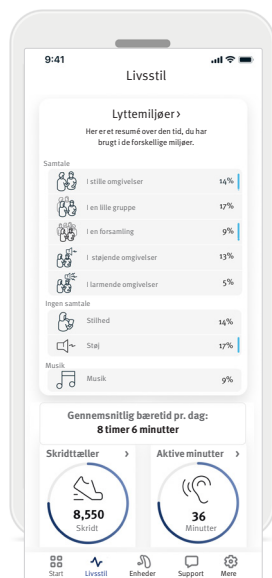 9:41
Livsstil
Lyttemiljøer›
Her er et resumé over den tid, du har
brugt i de forskellige miljøer.
Samtale
I stille omgivelser 14%
I en lille gruppe 17%
I en forsamling 9%
I støjende omgivelser 13%
I larmende omgivelser 5%
Ingen samtale
Stilhed 14%
Støj 17%
Musik
Musik 9%
Gennemsnitlig bæretid pr. dag:
8 timer 6 minutter
Skridttæller › Aktive minutter ›
8,550 36
Skridt Minutter
Start Livsstil Enheder Support Mere